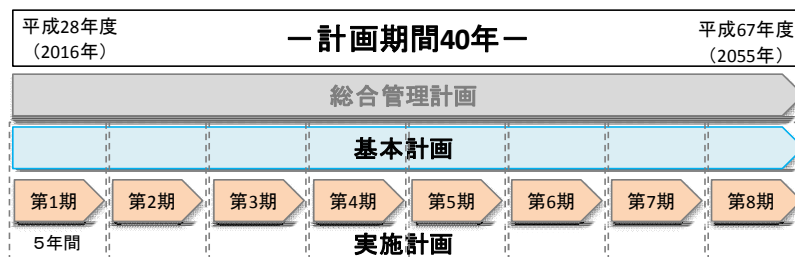 平成28年度
（2016年）
－計画期間40年－
平成67年度
（2055年）
総合管理計画
基本計画
第1期 第2期 第3期 第4期 第5期 第6期 第7期 第8期
５年間
実施計画